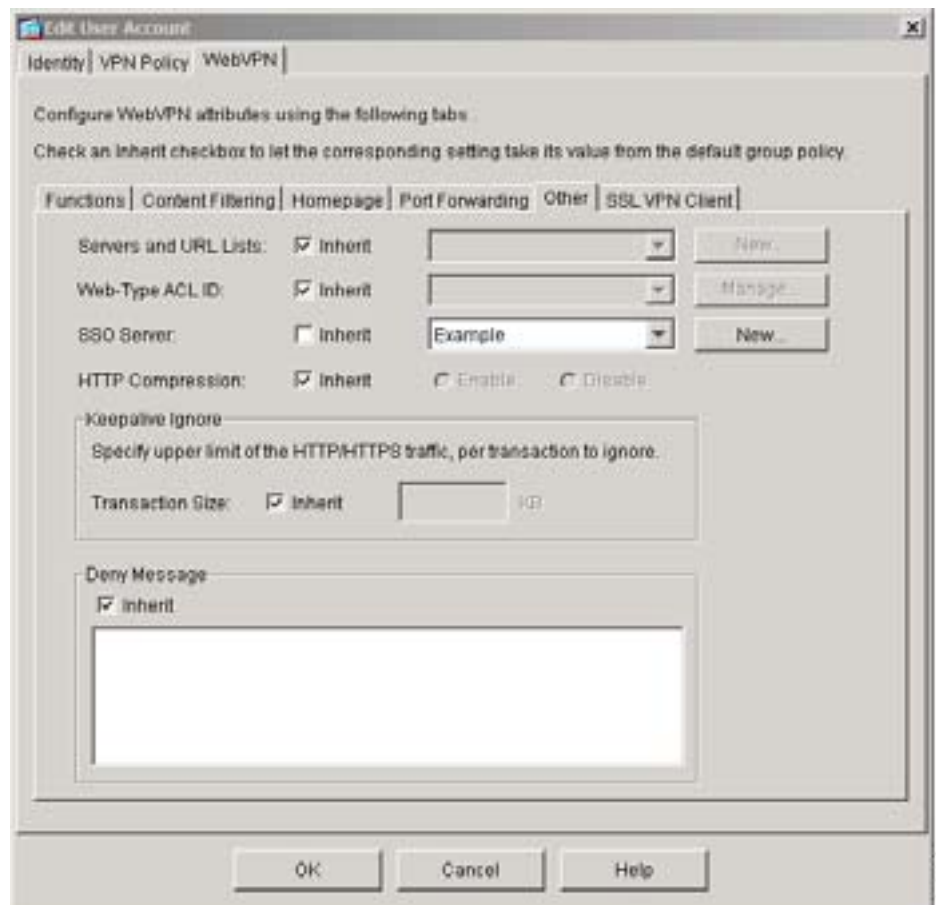 Edit User Account
Identity VPN Policy WebVPN
Configure WebVPN attributes using the following tabs .
Check an Inherit checkbox to let the corresponding setting take its value from the default group policy.
Functions Content Filtering Homepage Port Forwarding Other SSL VPN Client
Servers and URL Lists: Inherit New...
Web-Type ACL ID: Inherit Manage...
SSO Server: Inherit Example New...
HTTP Compression: Inherit Enable Disable
Keepalive Ignore
Specify upper limit of the HTTP/HTTPS traffic, per transaction to ignore.
Transaction Size: Inherit KB
Deny Message
Inherit
OK Cancel Help